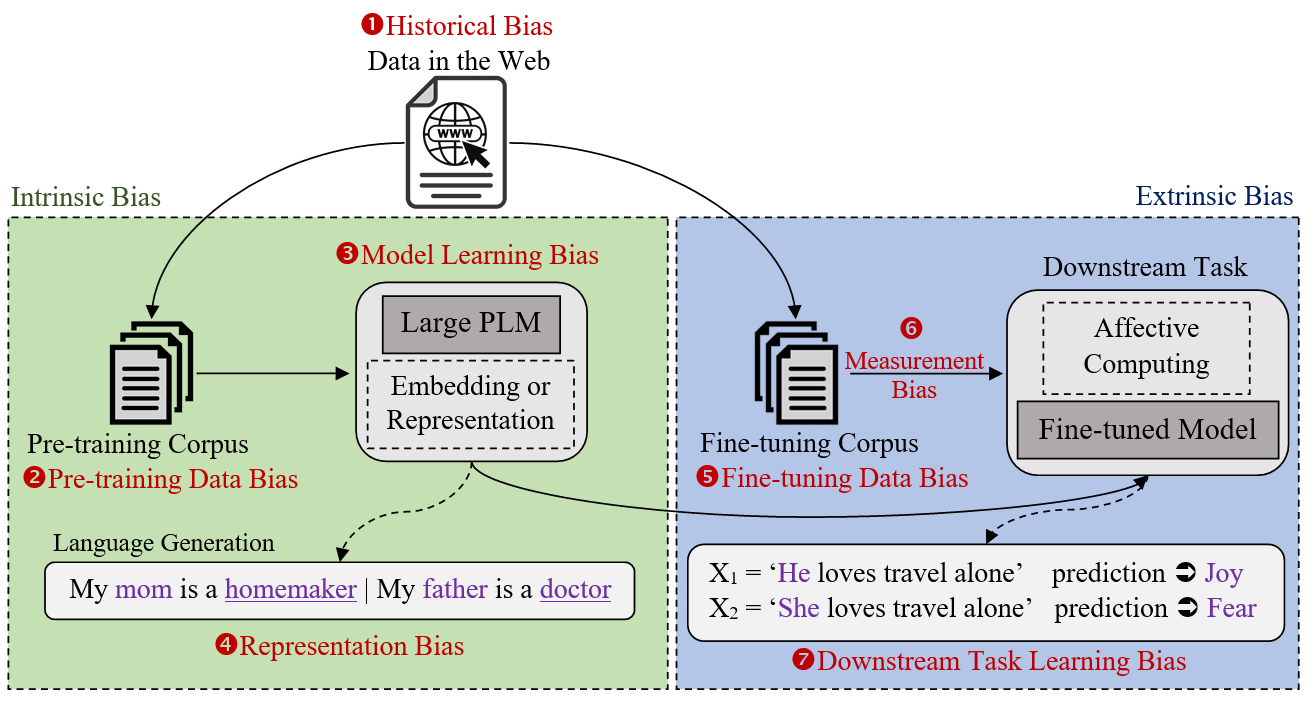 ❶Historical Bias
Data in the Web
WWW
Intrinsic Bias
Extrinsic Bias
❸Model Learning Bias
Large PLM
Embedding or
Representation
Pre-training Corpus
❷Pre-training Data Bias
Language Generation
My mom is a homemaker | My father is a doctor
❹Representation Bias
Downstream Task
Affective
Computing
Fine-tuned Model
❻
Measurement
Bias
Fine-tuning Corpus
❺Fine-tuning Data Bias
X₁ = ‘He loves travel alone’ prediction ➲ Joy
X₂ = ‘She loves travel alone’ prediction ➲ Fear
❼Downstream Task Learning Bias